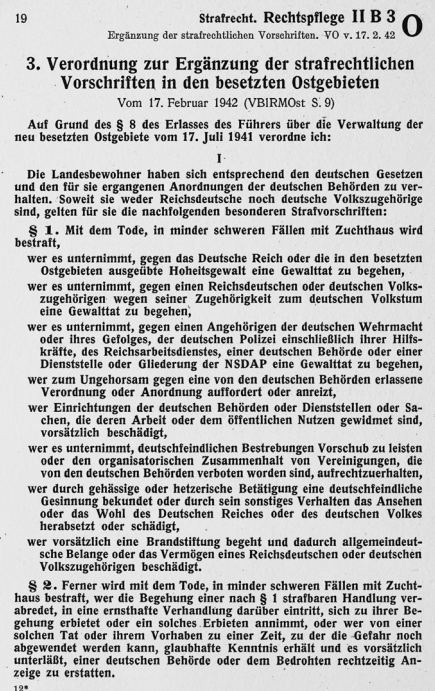 19 Strafrecht. Rechtspflege II B 3 O
Ergänzung der strafrechtlichen Vorschriften. VO v. 17. 2. 42
3. Verordnung zur Ergänzung der strafrechtlichen
Vorschriften in den besetzten Ostgebieten
Vom 17. Februar 1942 (VBlRMOst S. 9)
Auf Grund des § 8 des Erlasses des Führers über die Verwaltung der
neu besetzten Ostgebiete vom 17. Juli 1941 verordne ich:
I
Die Landesbewohner haben sich entsprechend den deutschen Gesetzen
und den für sie ergangenen Anordnungen der deutschen Behörden zu ver-
halten. Soweit sie weder Reichsdeutsche noch deutsche Volkszugehörige
sind, gelten für sie die nachfolgenden besonderen Strafvorschriften:
§ 1. Mit dem Tode, in minder schweren Fällen mit Zuchthaus wird
bestraft,
wer es unternimmt, gegen das Deutsche Reich oder die in den besetzten
Ostgebieten ausgeübte Hoheitsgewalt eine Gewalttat zu begehen,
wer es unternimmt, gegen einen Reichsdeutschen oder deutschen Volks-
zugehörigen wegen seiner Zugehörigkeit zum deutschen Volkstum
eine Gewalttat zu begehen,
wer es unternimmt, gegen einen Angehörigen der deutschen Wehrmacht
oder ihres Gefolges, der deutschen Polizei einschließlich ihrer Hilfs-
kräfte, des Reichsarbeitsdienstes, einer deutschen Behörde oder einer
Dienststelle oder Gliederung der NSDAP eine Gewalttat zu begehen,
wer zum Ungehorsam gegen eine von den deutschen Behörden erlassene
Verordnung oder Anordnung auffordert oder anreizt,
wer Einrichtungen der deutschen Behörden oder Dienststellen oder Sa-
chen, die deren Arbeit oder dem öffentlichen Nutzen gewidmet sind,
vorsätzlich beschädigt,
wer es unternimmt, deutschfeindlichen Bestrebungen Vorschub zu leisten
oder den organisatorischen Zusammenhalt von Vereinigungen, die
von den deutschen Behörden verboten worden sind, aufrechtzuerhalten,
wer durch gehässige oder hetzerische Betätigung eine deutschfeindliche
Gesinnung bekundet oder durch sein sonstiges Verhalten das Ansehen
oder das Wohl des Deutschen Reiches oder des deutschen Volkes
herabsetzt oder schädigt,
wer vorsätzlich eine Brandstiftung begeht und dadurch allgemeindeut-
sche Belange oder das Vermögen eines Reichsdeutschen oder deutschen
Volkszugehörigen beschädigt.
§ 2. Ferner wird mit dem Tode, in minder schweren Fällen mit Zucht-
haus bestraft, wer die Begehung einer nach § 1 strafbaren Handlung ver-
abredet, in eine ernsthafte Verhandlung darüber eintritt, sich zu ihrer Be-
gehung erbietet oder ein solches Erbieten annimmt, oder wer von einer
solchen Tat oder ihrem Vorhaben zu einer Zeit, zu der die Gefahr noch
abgewendet werden kann, glaubhafte Kenntnis erhält und es vorsätzlich
unterläßt, einer deutschen Behörde oder dem Bedrohten rechtzeitig An-
zeige zu erstatten.
12*